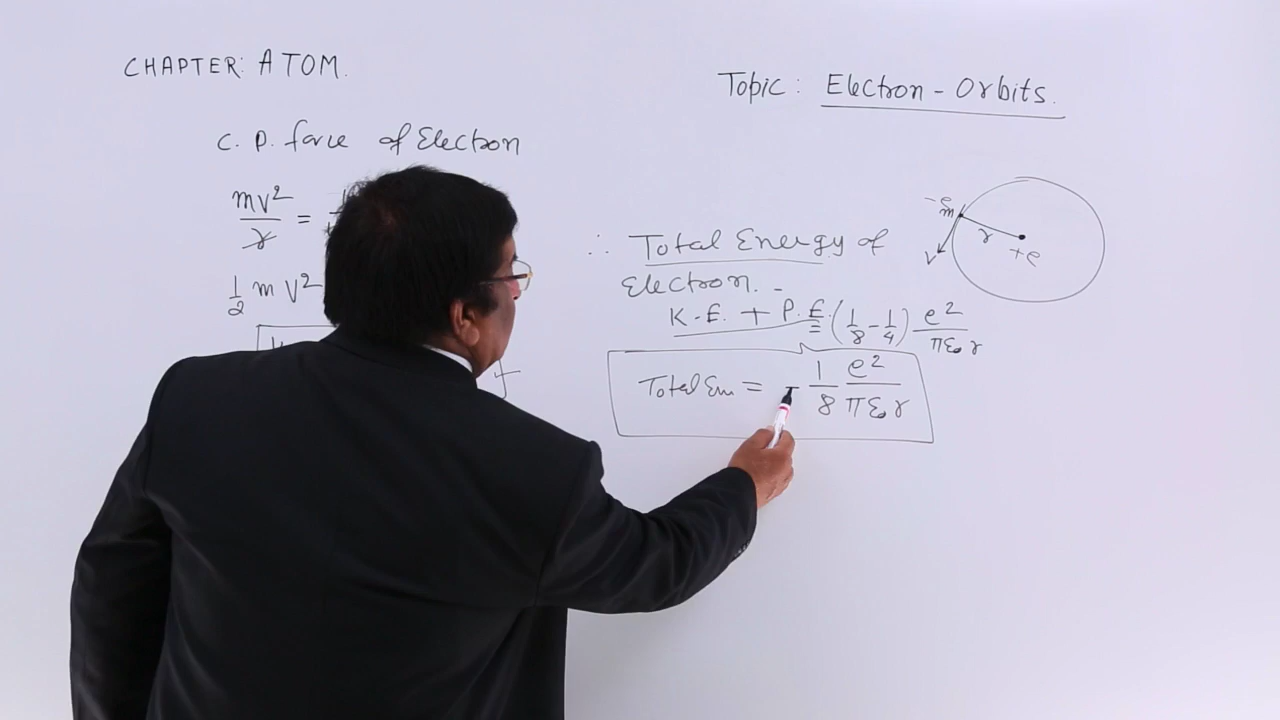 CHAPTER: ATOM.
Topic: Electron-Orbits.
C. P. force of Electron
mv²/r =
1/2 m v²
∴ Total Energy of
Electron. -
K.E. + P.E. = (1/8 - 1/4) e²/πε₀r
Total Em = - 1/8 e²/πε₀r
-e
m
r
v
+e